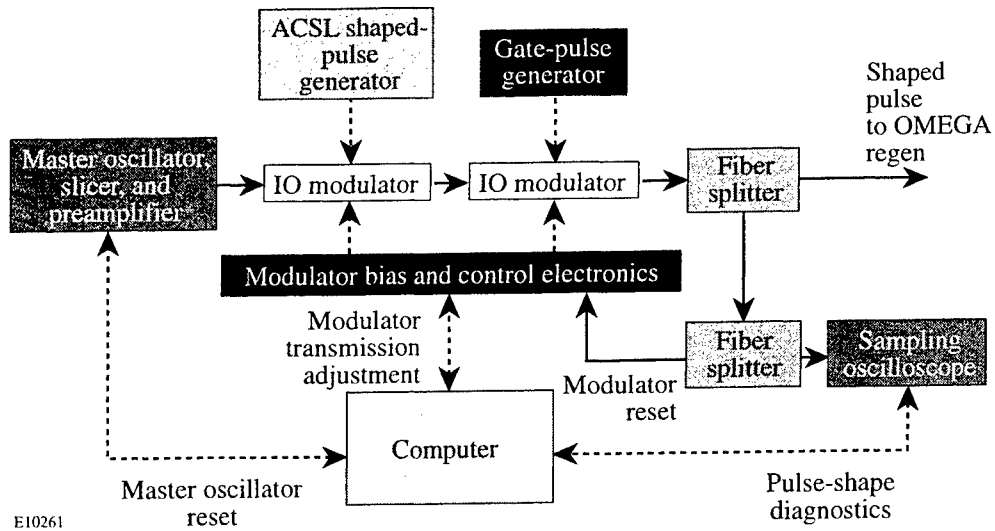 ACSL shaped-
pulse
generator
Gate-pulse
generator
Shaped
pulse
to OMEGA
regen
Master oscillator,
slicer, and
preamplifier
IO modulator
IO modulator
Fiber
splitter
Modulator bias and control electronics
Modulator
transmission
adjustment
Modulator
reset
Fiber
splitter
Sampling
oscilloscope
Computer
Master oscillator
reset
Pulse-shape
diagnostics
E10261